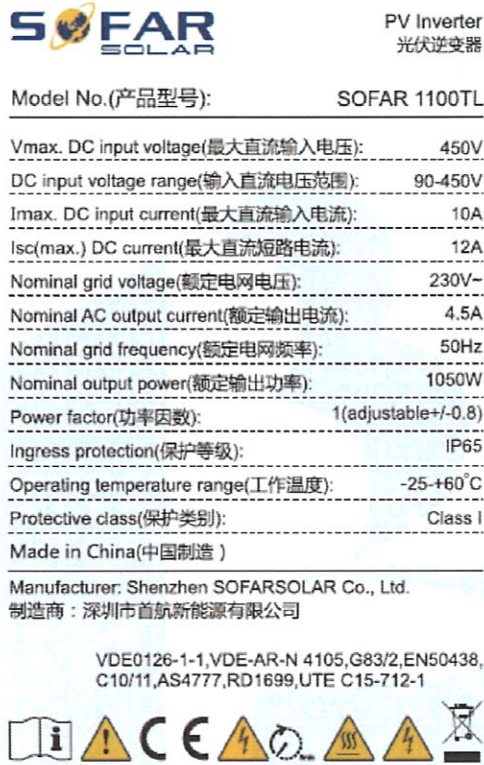 SOFAR
SOLAR
PV Inverter
光伏逆变器
Model No.(产品型号): SOFAR 1100TL
Vmax. DC input voltage(最大直流输入电压): 450V
DC input voltage range(输入直流电压范围): 90-450V
Imax. DC input current(最大直流输入电流): 10A
Isc(max.) DC current(最大直流短路电流): 12A
Nominal grid voltage(额定电网电压): 230V~
Nominal AC output current(额定输出电流): 4.5A
Nominal grid frequency(额定电网频率): 50Hz
Nominal output power(额定输出功率): 1050W
Power factor(功率因数): 1(adjustable+/-0.8)
Ingress protection(保护等级): IP65
Operating temperature range(工作温度): -25-+60°C
Protective class(保护类别): Class I
Made in China(中国制造 )
Manufacturer: Shenzhen SOFARSOLAR Co., Ltd.
制造商：深圳市首航新能源有限公司
VDE0126-1-1,VDE-AR-N 4105,G83/2,EN50438,
C10/11,AS4777,RD1699,UTE C15-712-1
i CE